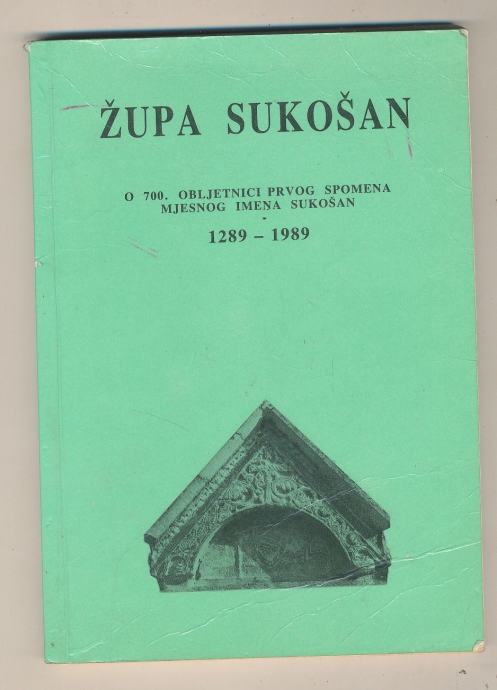 ŽUPA SUKOŠAN
O 700. OBLJETNICI PRVOG SPOMENA
MJESNOG IMENA SUKOŠAN
-
1289 – 1989